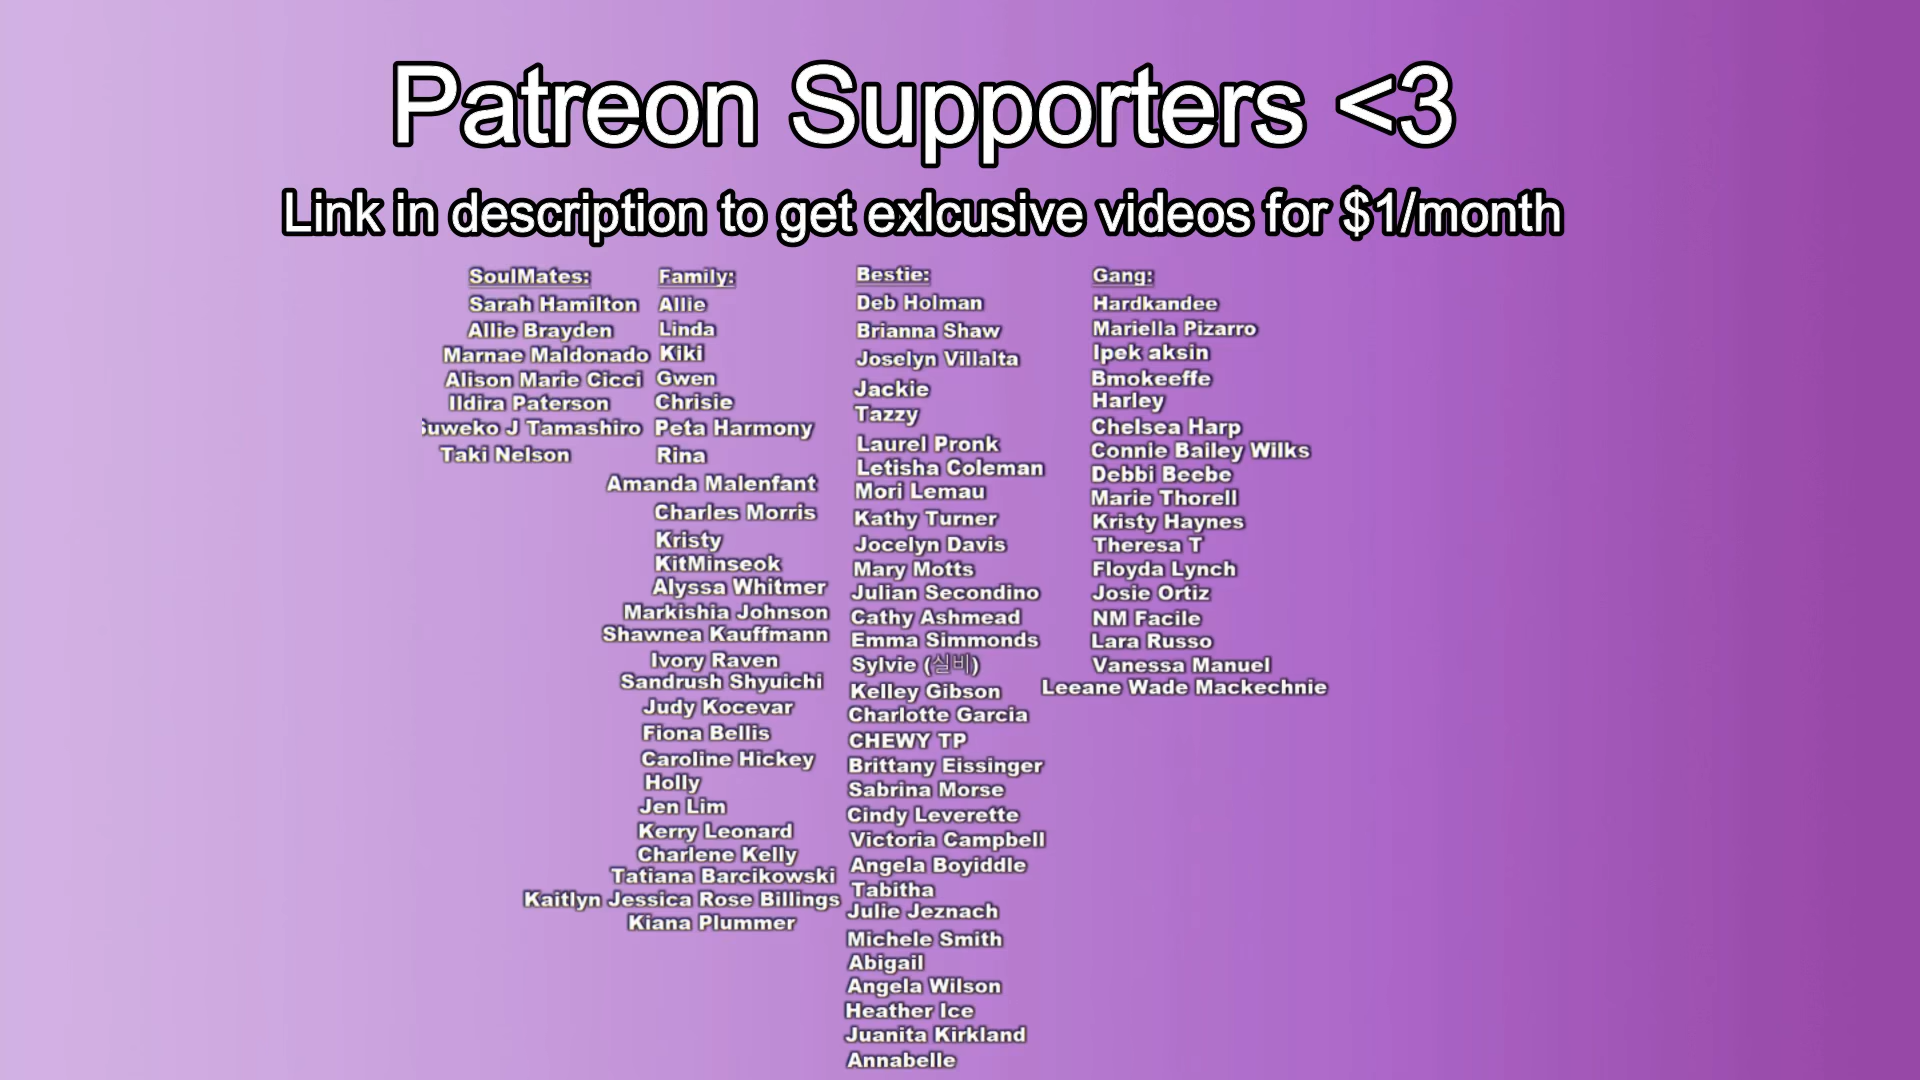 Patreon Supporters <3
Link in description to get exlcusive videos for $1/month
SoulMates:
Sarah Hamilton
Allie Brayden
Marnae Maldonado
Alison Marie Cicci
Ildira Paterson
Suweko J Tamashiro
Taki Nelson
Family:
Allie
Linda
Kiki
Gwen
Chrisie
Peta Harmony
Rina
Amanda Malenfant
Charles Morris
Kristy
KitMinseok
Alyssa Whitmer
Markishia Johnson
Shawnea Kauffmann
Ivory Raven
Sandrush Shyuichi
Judy Kocevar
Fiona Bellis
Caroline Hickey
Holly
Jen Lim
Kerry Leonard
Charlene Kelly
Tatiana Barcikowski
Kaitlyn Jessica Rose Billings
Kiana Plummer
Bestie:
Deb Holman
Brianna Shaw
Joselyn Villalta
Jackie
Tazzy
Laurel Pronk
Letisha Coleman
Mori Lemau
Kathy Turner
Jocelyn Davis
Mary Motts
Julian Secondino
Cathy Ashmead
Emma Simmonds
Sylvie (실비)
Kelley Gibson
Charlotte Garcia
CHEWY TP
Brittany Eissinger
Sabrina Morse
Cindy Leverette
Victoria Campbell
Angela Boyiddle
Tabitha
Julie Jeznach
Michele Smith
Abigail
Angela Wilson
Heather Ice
Juanita Kirkland
Annabelle
Gang:
Hardkandee
Mariella Pizarro
Ipek aksin
Bmokeeffe
Harley
Chelsea Harp
Connie Bailey Wilks
Debbi Beebe
Marie Thorell
Kristy Haynes
Theresa T
Floyda Lynch
Josie Ortiz
NM Facile
Lara Russo
Vanessa Manuel
Leeane Wade Mackechnie